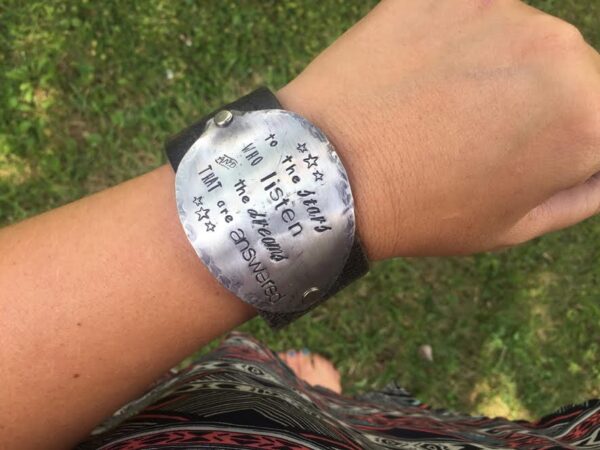 to the stars
WHO listen
the dreams
THAT are
answered